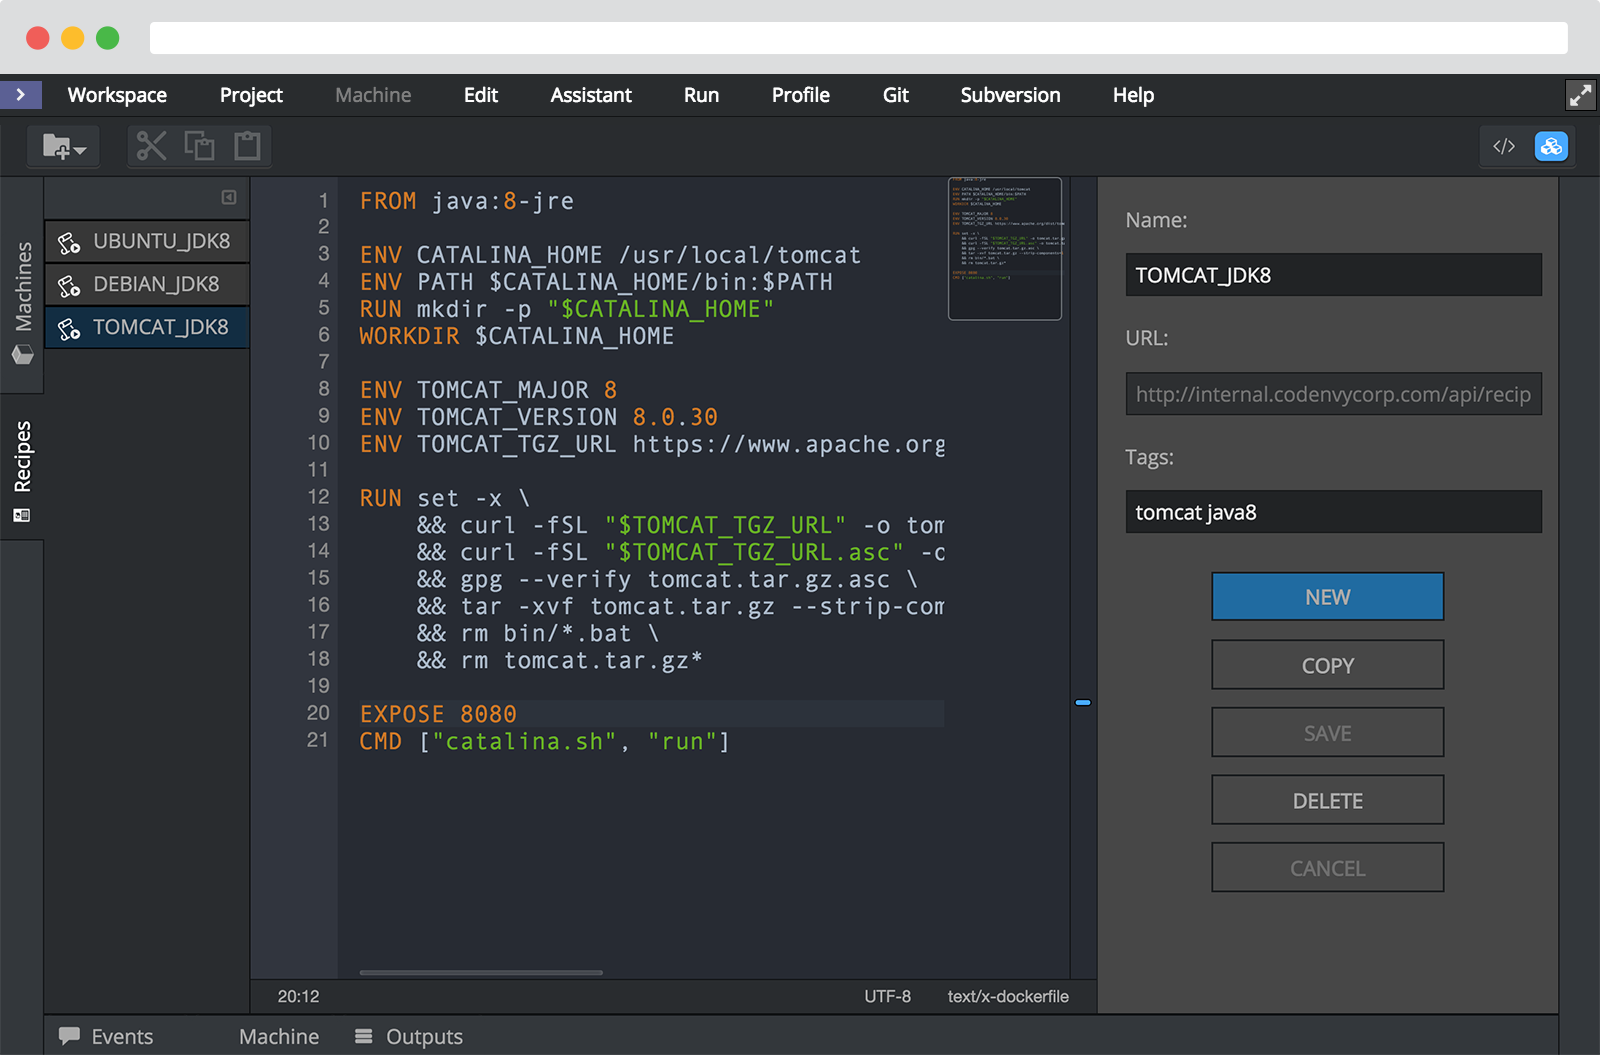 Workspace Project Machine Edit Assistant Run Profile Git Subversion Help
Machines
Recipes
UBUNTU_JDK8
DEBIAN_JDK8
TOMCAT_JDK8
1 FROM java:8-jre
2
3 ENV CATALINA_HOME /usr/local/tomcat
4 ENV PATH $CATALINA_HOME/bin:$PATH
5 RUN mkdir -p "$CATALINA_HOME"
6 WORKDIR $CATALINA_HOME
7
8 ENV TOMCAT_MAJOR 8
9 ENV TOMCAT_VERSION 8.0.30
10 ENV TOMCAT_TGZ_URL https://www.apache.org
11
12 RUN set -x \
13 && curl -fSL "$TOMCAT_TGZ_URL" -o tom
14 && curl -fSL "$TOMCAT_TGZ_URL.asc" -o
15 && gpg --verify tomcat.tar.gz.asc \
16 && tar -xvf tomcat.tar.gz --strip-com
17 && rm bin/*.bat \
18 && rm tomcat.tar.gz*
19
20 EXPOSE 8080
21 CMD ["catalina.sh", "run"]
20:12 UTF-8 text/x-dockerfile
Name:
TOMCAT_JDK8
URL:
http://internal.codenvycorp.com/api/recip
Tags:
tomcat java8
NEW
COPY
SAVE
DELETE
CANCEL
Events Machine Outputs